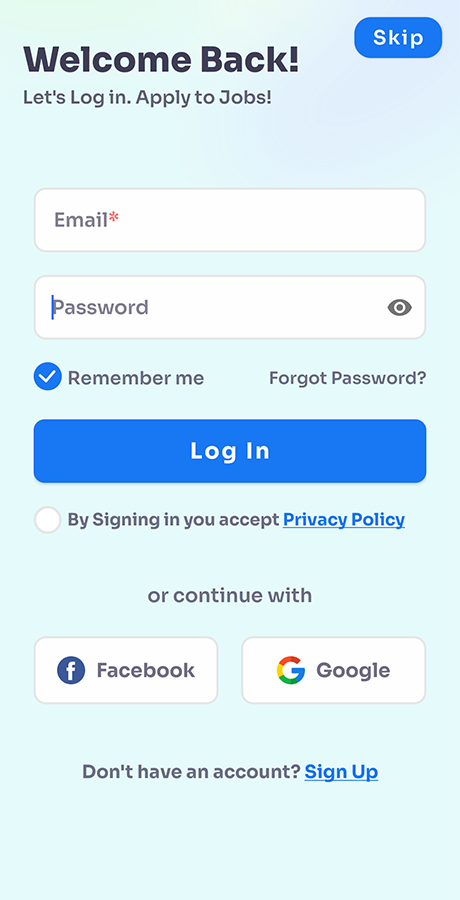 Skip
Welcome Back!
Let's Log in. Apply to Jobs!
Email*
Password
Remember me
Forgot Password?
Log In
By Signing in you accept Privacy Policy
or continue with
Facebook
Google
Don't have an account? Sign Up